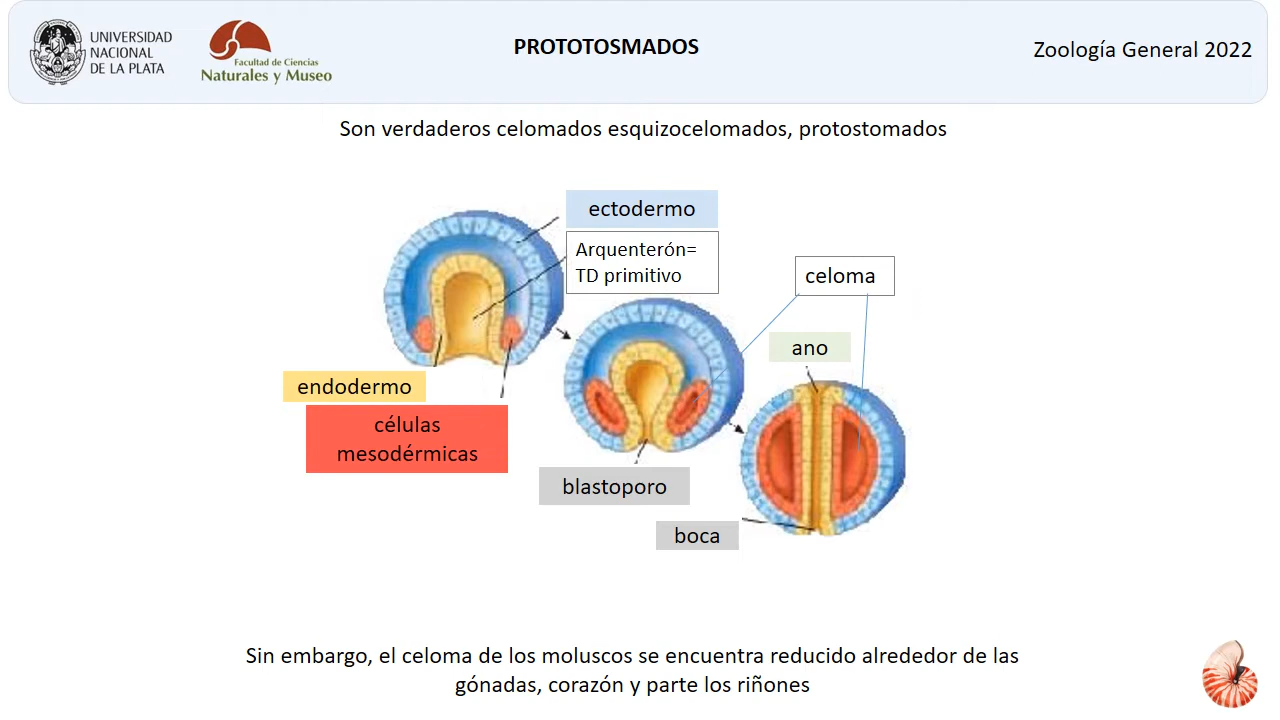 UNIVERSIDAD
NACIONAL
DE LA PLATA
Facultad de Ciencias
Naturales y Museo
PROTOTOSMADOS
Zoología General 2022
Son verdaderos celomados esquizocelomados, protostomados
ectodermo
Arquenterón=
TD primitivo
celoma
ano
endodermo
células
mesodérmicas
blastoporo
boca
Sin embargo, el celoma de los moluscos se encuentra reducido alrededor de las
gónadas, corazón y parte los riñones